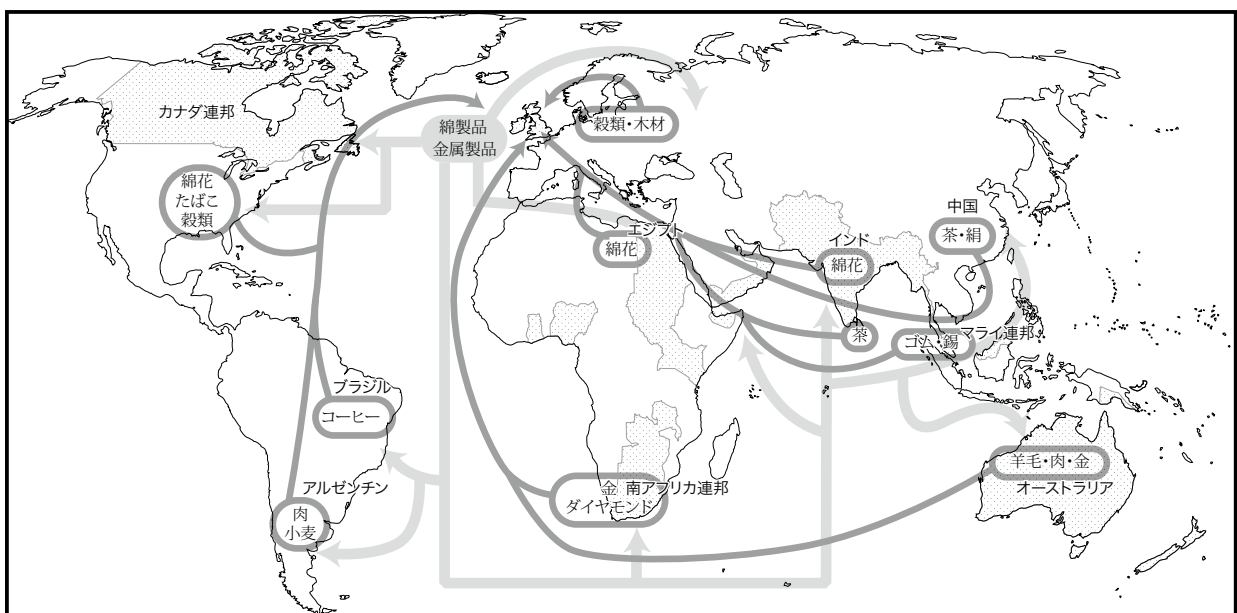 カナダ連邦
綿製品
金属製品
穀類・木材
綿花
たばこ
穀類
エジプト
綿花
インド
綿花
中国
茶・絹
茶
ゴム・錫
マライ連邦
ブラジル
コーヒー
アルゼンチン
肉
小麦
金
ダイヤモンド
南アフリカ連邦
羊毛・肉・金
オーストラリア